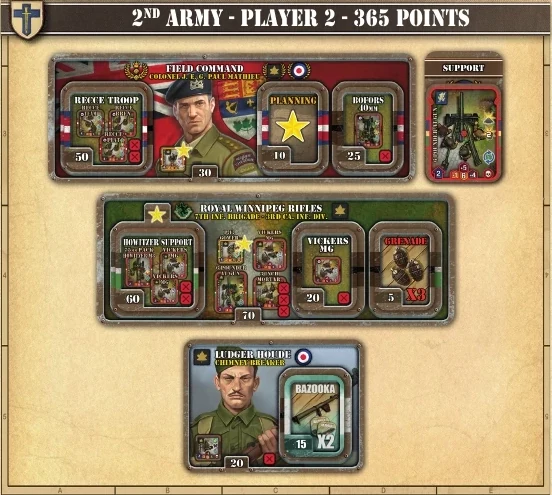 2ND ARMY - PLAYER 2 - 365 POINTS
FIELD COMMAND
COLONEL J. E. G. PAUL MATHIEU
SUPPORT
RECCE TROOP
PLANNING
BOFORS
40MM
50
30
10
25
ROYAL WINNIPEG RIFLES
7TH INF. BRIGADE - 3RD CA. INF. DIV.
HOWITZER SUPPORT
VICKERS
MG
GRENADE
60
70
20
5 X3
LUDGER HOUDE
CHIMNEY BREAKER
BAZOOKA
15 X2
20
A B C D E